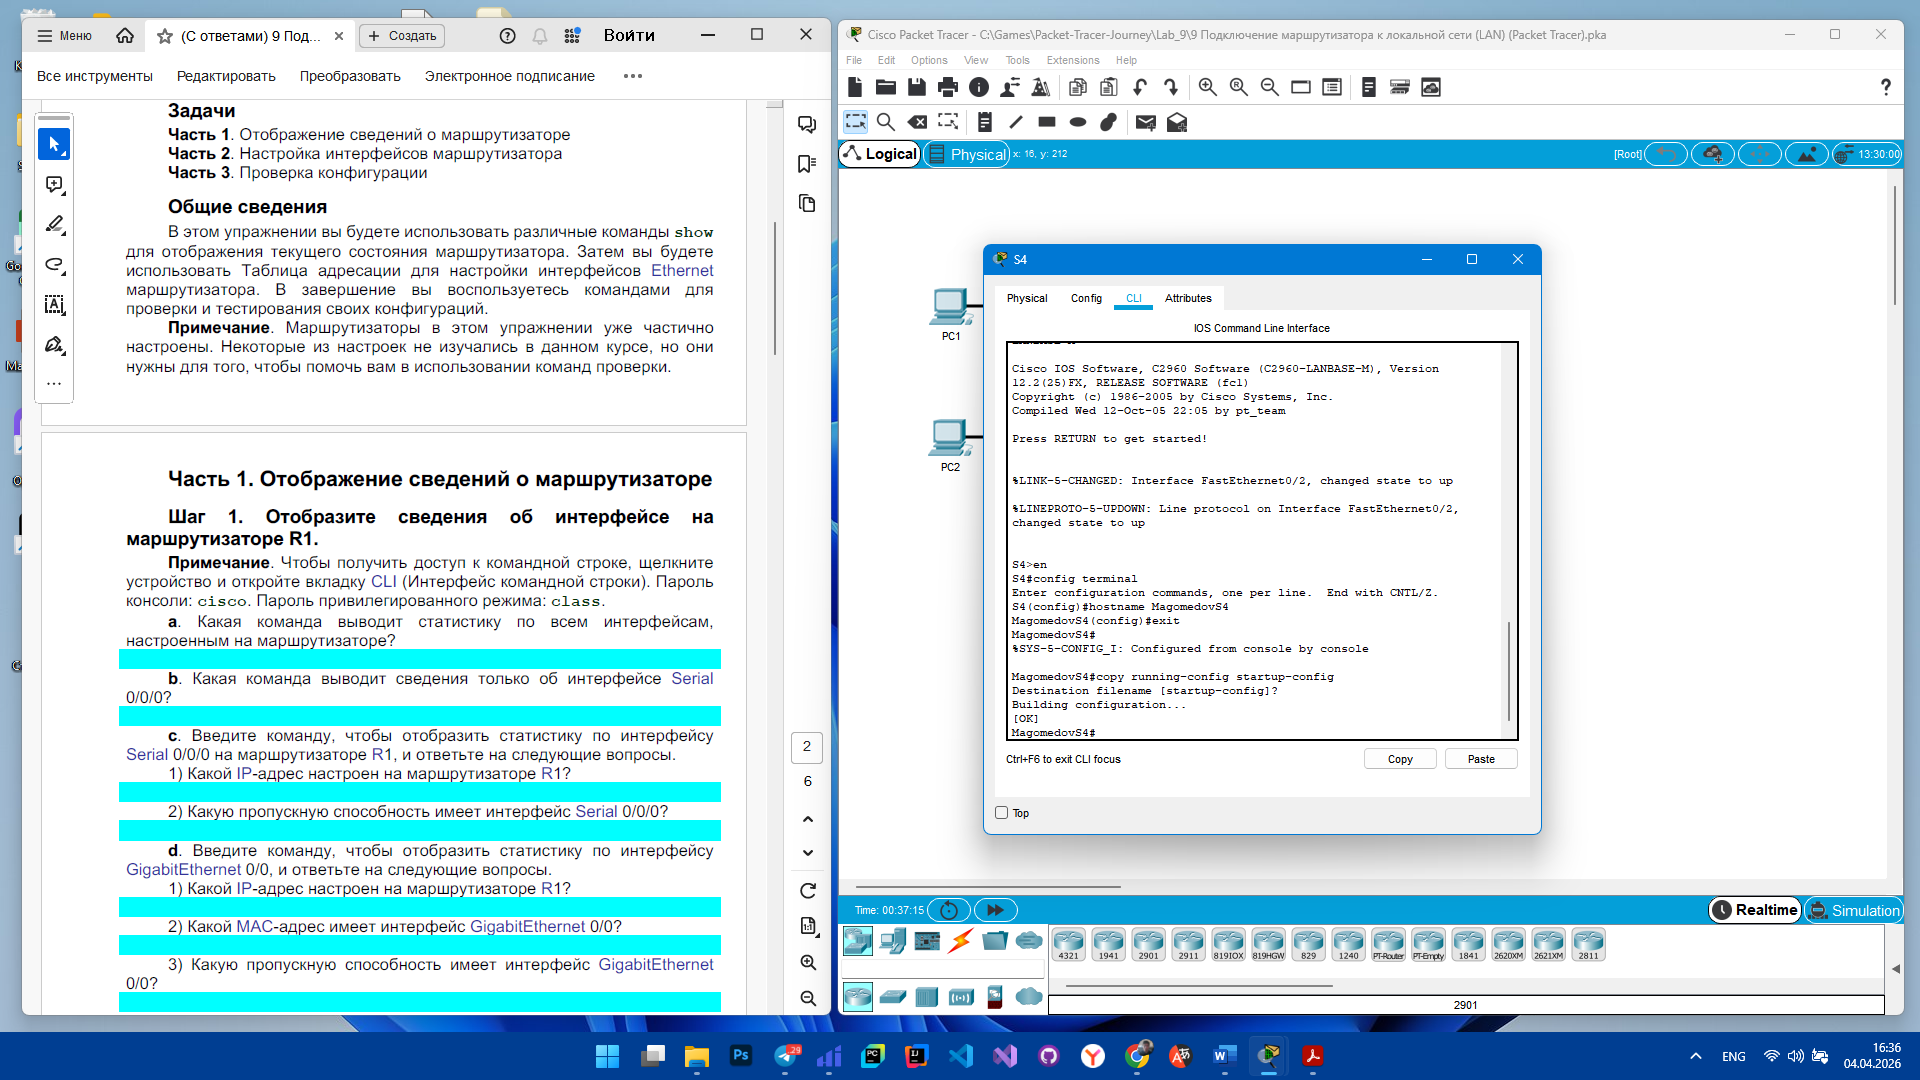 Меню
(С ответами) 9 Под...
Создать
Войти
Все инструменты
Редактировать
Преобразовать
Электронное подписание
Задачи
Часть 1. Отображение сведений о маршрутизаторе
Часть 2. Настройка интерфейсов маршрутизатора
Часть 3. Проверка конфигурации
Общие сведения
В этом упражнении вы будете использовать различные команды show
для отображения текущего состояния маршрутизатора. Затем вы будете
использовать Таблица адресации для настройки интерфейсов Ethernet
маршрутизатора. В завершение вы воспользуетесь командами для
проверки и тестирования своих конфигураций.
Примечание. Маршрутизаторы в этом упражнении уже частично
настроены. Некоторые из настроек не изучались в данном курсе, но они
нужны для того, чтобы помочь вам в использовании команд проверки.
Часть 1. Отображение сведений о маршрутизаторе
Шаг 1. Отобразите сведения об интерфейсе на
маршрутизаторе R1.
Примечание. Чтобы получить доступ к командной строке, щелкните
устройство и откройте вкладку CLI (Интерфейс командной строки). Пароль
консоли: cisco. Пароль привилегированного режима: class.
a. Какая команда выводит статистику по всем интерфейсам,
настроенным на маршрутизаторе?
b. Какая команда выводит сведения только об интерфейсе Serial
0/0/0?
c. Введите команду, чтобы отобразить статистику по интерфейсу
Serial 0/0/0 на маршрутизаторе R1, и ответьте на следующие вопросы.
1) Какой IP-адрес настроен на маршрутизаторе R1?
2) Какую пропускную способность имеет интерфейс Serial 0/0/0?
d. Введите команду, чтобы отобразить статистику по интерфейсу
GigabitEthernet 0/0, и ответьте на следующие вопросы.
1) Какой IP-адрес настроен на маршрутизаторе R1?
2) Какой MAC-адрес имеет интерфейс GigabitEthernet 0/0?
3) Какую пропускную способность имеет интерфейс GigabitEthernet
0/0?
2
6
Cisco Packet Tracer - C:\Games\Packet-Tracer-Journey\Lab_9\9 Подключение маршрутизатора к локальной сети (LAN) (Packet Tracer).pka
File Edit Options View Tools Extensions Help
Logical
Physical
x: 16, y: 212
[Root]
13:30:00
PC1
PC2
S4
Physical Config CLI Attributes
IOS Command Line Interface
Cisco IOS Software, C2960 Software (C2960-LANBASE-M), Version
12.2(25)FX, RELEASE SOFTWARE (fc1)
Copyright (c) 1986-2005 by Cisco Systems, Inc.
Compiled Wed 12-Oct-05 22:05 by pt_team
Press RETURN to get started!
%LINK-5-CHANGED: Interface FastEthernet0/2, changed state to up
%LINEPROTO-5-UPDOWN: Line protocol on Interface FastEthernet0/2,
changed state to up
S4>en
S4#config terminal
Enter configuration commands, one per line.  End with CNTL/Z.
S4(config)#hostname MagomedovS4
MagomedovS4(config)#exit
MagomedovS4#
%SYS-5-CONFIG_I: Configured from console by console
MagomedovS4#copy running-config startup-config
Destination filename [startup-config]?
Building configuration...
[OK]
MagomedovS4#
Ctrl+F6 to exit CLI focus
Copy
Paste
Top
Time: 00:37:15
Realtime
Simulation
4321 1941 2901 2911 819IOX 819HGW 829 1240 PT-Router PT-Empty 1841 2620XM 2621XM 2811
2901
29
ENG
16:36
04.04.2026